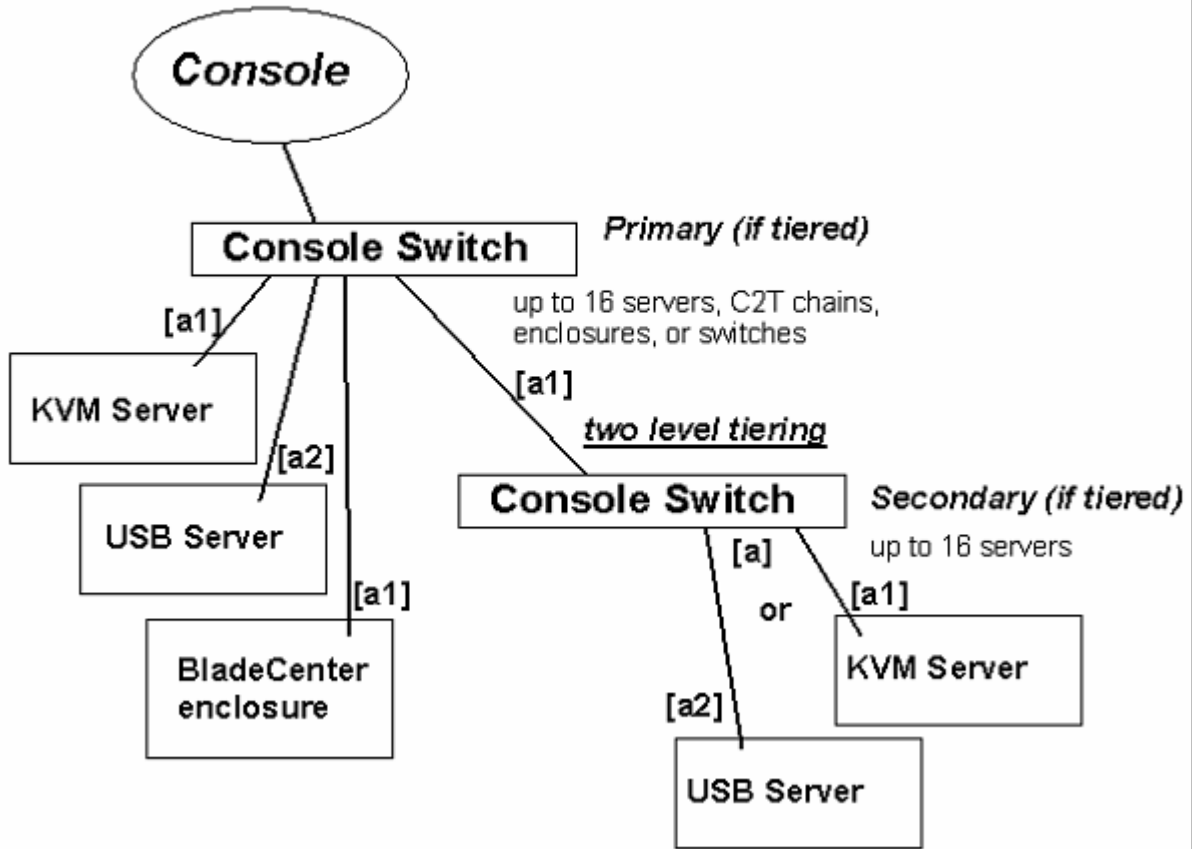 Console
Console Switch
Primary (if tiered)
up to 16 servers, C2T chains,
enclosures, or switches
[a1]
KVM Server
[a2]
USB Server
[a1]
BladeCenter
enclosure
[a1]
two level tiering
Console Switch
Secondary (if tiered)
up to 16 servers
[a]
or
[a1]
KVM Server
[a2]
USB Server